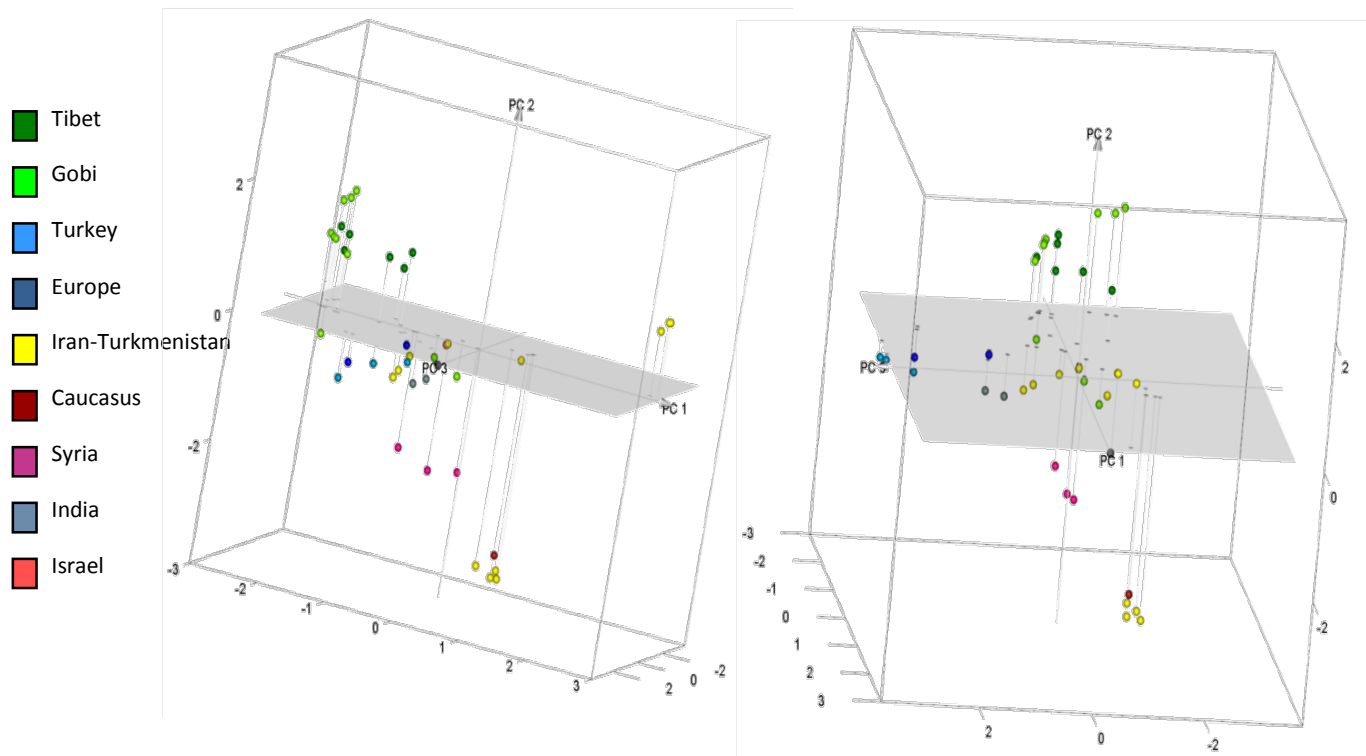 Tibet
Gobi
Turkey
Europe
Iran-Turkmenistan
Caucasus
Syria
India
Israel
PC 2
2
0
-2
PC 3
PC 1
-3
-2
-1
0
1
2
3
2
0
-2
PC 2
2
PC 3
PC 1
0
-2
-3
-2
-1
0
1
2
3
2
0
-2